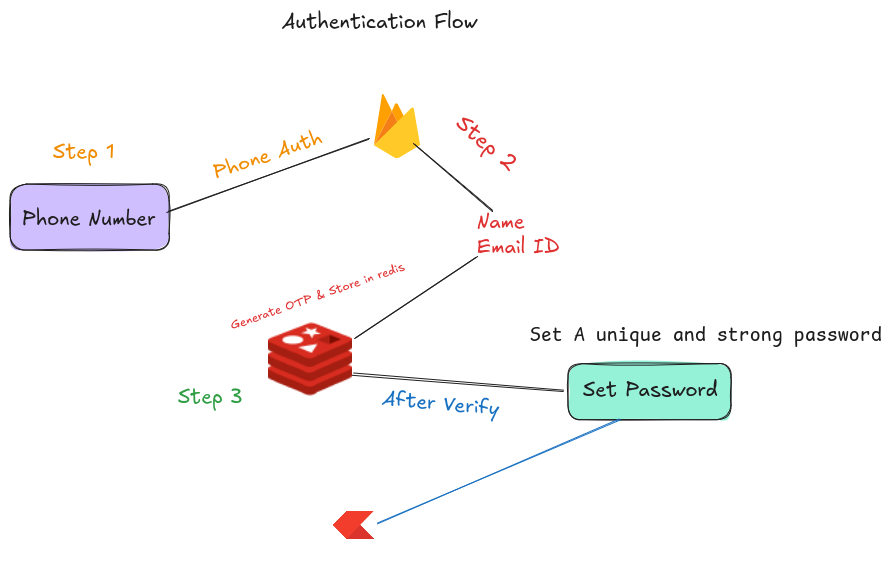 Authentication Flow
Step 1
Phone Auth
Step 2
Phone Number
Name
Email ID
Generate OTP & Store in redis
Set A unique and strong password
Step 3
After Verify
Set Password